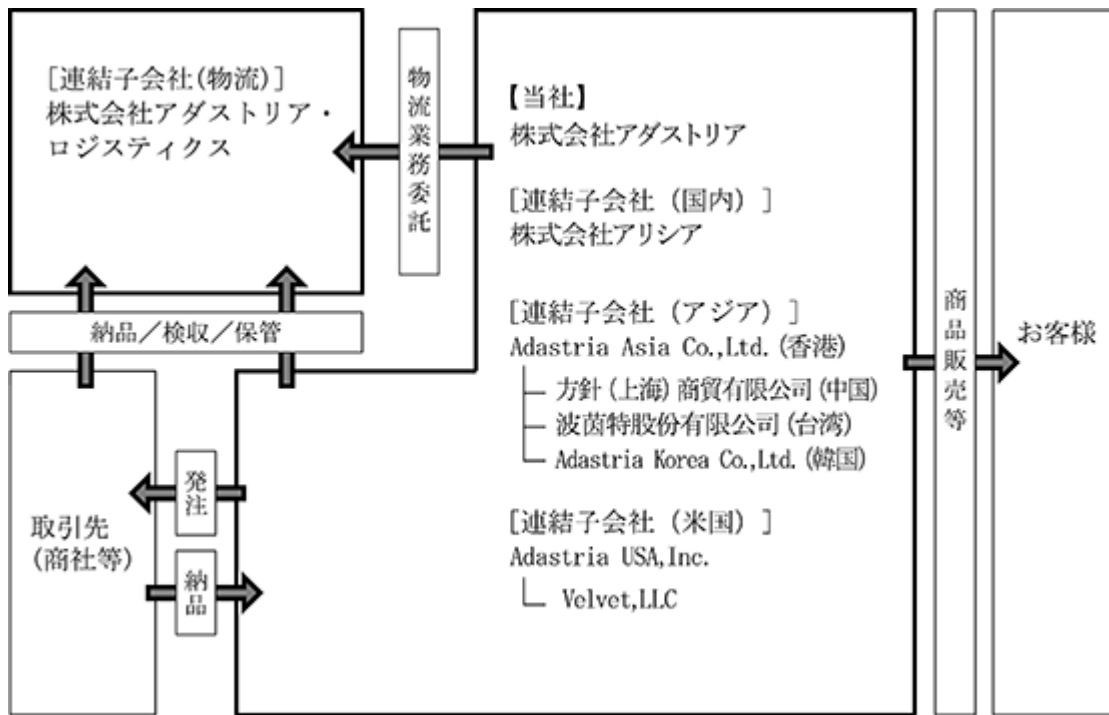 ［連結子会社(物流)］
株式会社アダストリア・
ロジスティクス
物流業務委託
【当社】
株式会社アダストリア
［連結子会社（国内）］
株式会社アリシア
［連結子会社（アジア）］
Adastria Asia Co.,Ltd.(香港)
方針(上海)商貿有限公司(中国)
波茵特股份有限公司(台湾)
Adastria Korea Co.,Ltd.(韓国)
［連結子会社（米国）］
Adastria USA,Inc.
Velvet,LLC
納品／検収／保管
取引先
(商社等)
発注
納品
商品販売等
お客様